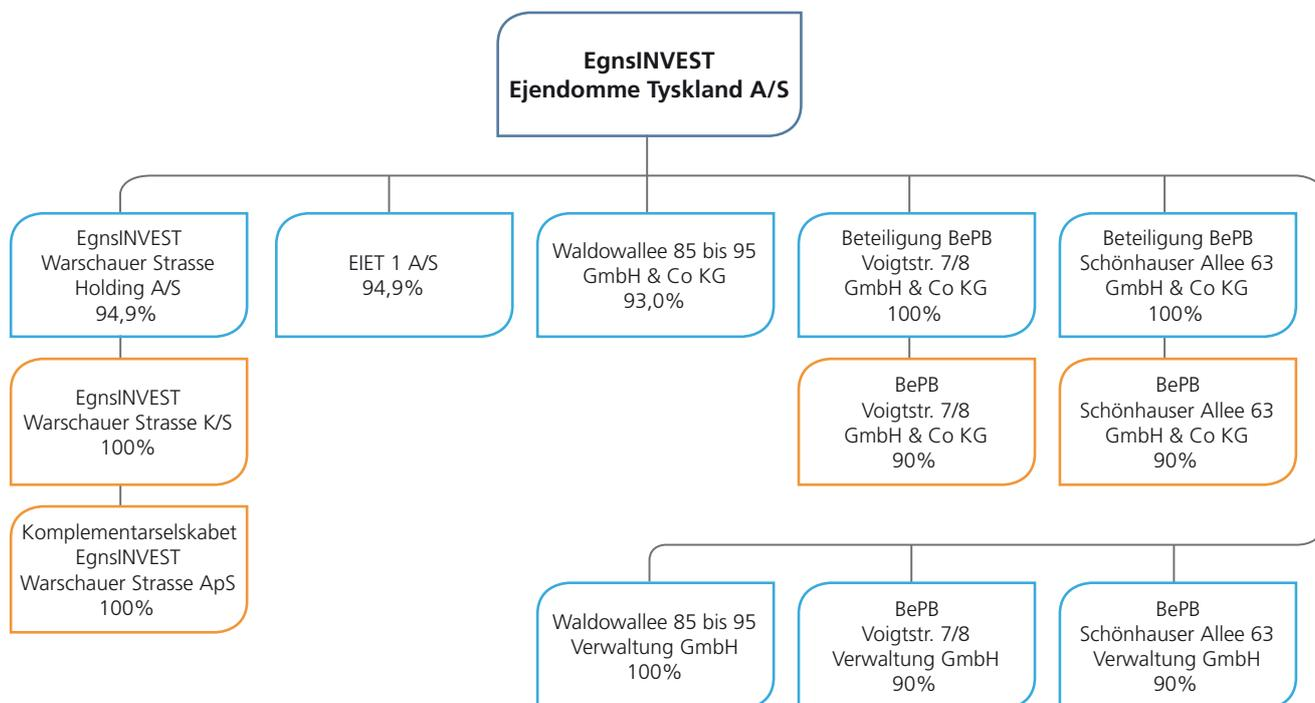 EgnsINVEST
Ejendomme Tyskland A/S
EgnsINVEST
Warschauer Strasse
Holding A/S
94,9%
EIET 1 A/S
94,9%
Waldowallee 85 bis 95
GmbH & Co KG
93,0%
Beteiligung BePB
Voigtstr. 7/8
GmbH & Co KG
100%
Beteiligung BePB
Schönhauser Allee 63
GmbH & Co KG
100%
EgnsINVEST
Warschauer Strasse K/S
100%
BePB
Voigtstr. 7/8
GmbH & Co KG
90%
BePB
Schönhauser Allee 63
GmbH & Co KG
90%
Komplementarselskabet
EgnsINVEST
Warschauer Strasse ApS
100%
Waldowallee 85 bis 95
Verwaltung GmbH
100%
BePB
Voigtstr. 7/8
Verwaltung GmbH
90%
BePB
Schönhauser Allee 63
Verwaltung GmbH
90%